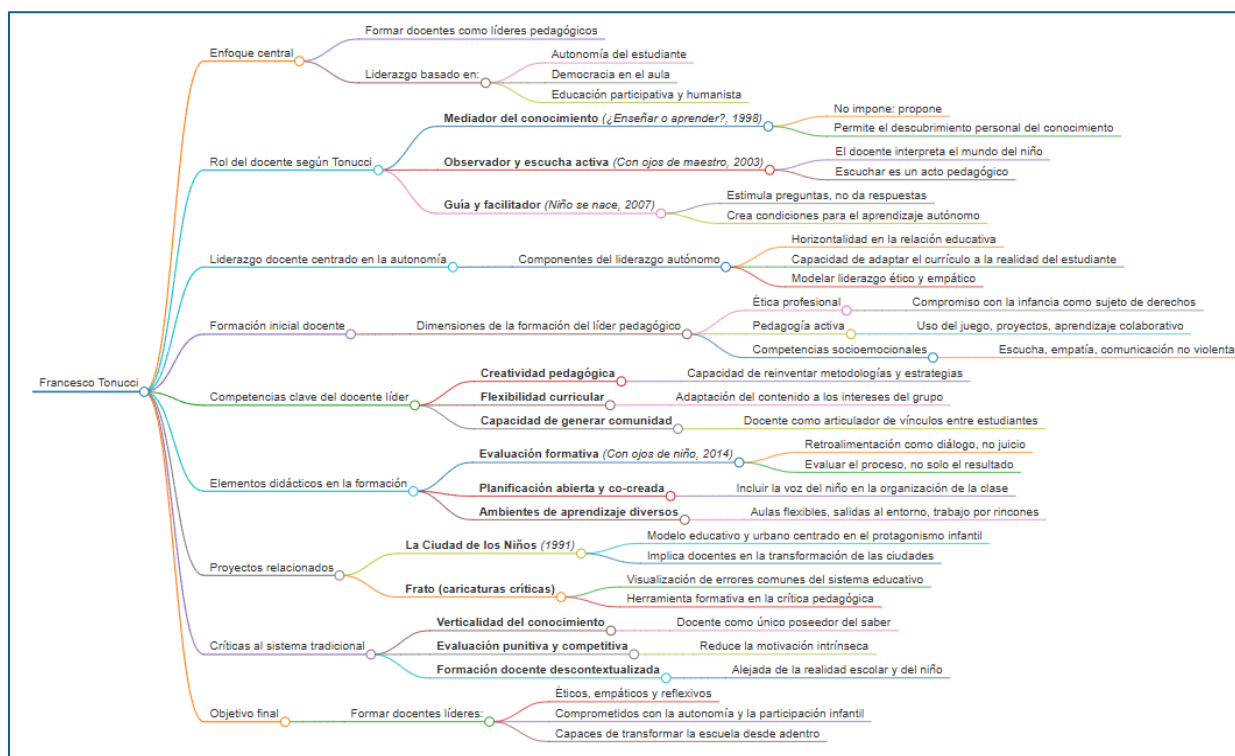 Francesco Tonucci
Enfoque central
Formar docentes como líderes pedagógicos
Liderazgo basado en:
Autonomía del estudiante
Democracia en el aula
Educación participativa y humanista
Rol del docente según Tonucci
Mediador del conocimiento (¿Enseñar o aprender?, 1998)
No impone: propone
Permite el descubrimiento personal del conocimiento
Observador y escucha activa (Con ojos de maestro, 2003)
El docente interpreta el mundo del niño
Escuchar es un acto pedagógico
Guía y facilitador (Niño se nace, 2007)
Estimula preguntas, no da respuestas
Crea condiciones para el aprendizaje autónomo
Liderazgo docente centrado en la autonomía
Componentes del liderazgo autónomo
Horizontalidad en la relación educativa
Capacidad de adaptar el currículo a la realidad del estudiante
Modelar liderazgo ético y empático
Formación inicial docente
Dimensiones de la formación del líder pedagógico
Ética profesional
Compromiso con la infancia como sujeto de derechos
Pedagogía activa
Uso del juego, proyectos, aprendizaje colaborativo
Competencias socioemocionales
Escucha, empatía, comunicación no violenta
Competencias clave del docente líder
Creatividad pedagógica
Capacidad de reinventar metodologías y estrategias
Flexibilidad curricular
Adaptación del contenido a los intereses del grupo
Capacidad de generar comunidad
Docente como articulador de vínculos entre estudiantes
Elementos didácticos en la formación
Evaluación formativa (Con ojos de niño, 2014)
Retroalimentación como diálogo, no juicio
Evaluar el proceso, no solo el resultado
Planificación abierta y co-creada
Incluir la voz del niño en la organización de la clase
Ambientes de aprendizaje diversos
Aulas flexibles, salidas al entorno, trabajo por rincones
Proyectos relacionados
La Ciudad de los Niños (1991)
Modelo educativo y urbano centrado en el protagonismo infantil
Implica docentes en la transformación de las ciudades
Frato (caricaturas críticas)
Visualización de errores comunes del sistema educativo
Herramienta formativa en la crítica pedagógica
Críticas al sistema tradicional
Verticalidad del conocimiento
Docente como único poseedor del saber
Evaluación punitiva y competitiva
Reduce la motivación intrínseca
Formación docente descontextualizada
Alejada de la realidad escolar y del niño
Objetivo final
Formar docentes líderes:
Éticos, empáticos y reflexivos
Comprometidos con la autonomía y la participación infantil
Capaces de transformar la escuela desde adentro